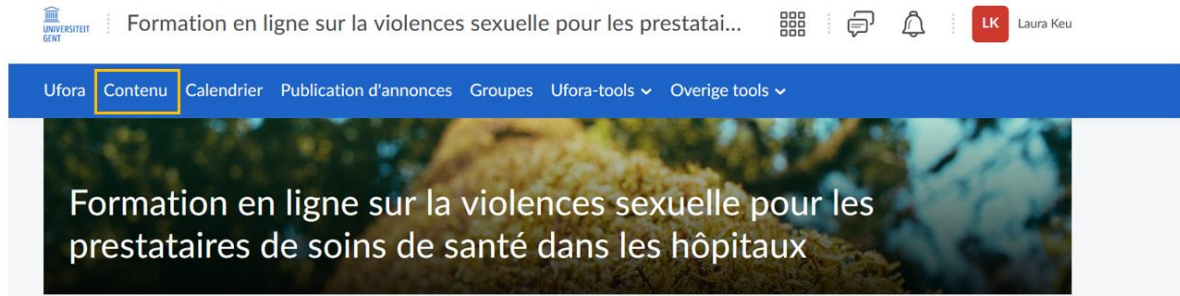 UNIVERSITEIT
GENT
Formation en ligne sur la violences sexuelle pour les prestatai...
LK Laura Keu
Ufora Contenu Calendrier Publication d'annonces Groupes Ufora-tools Overige tools
Formation en ligne sur la violences sexuelle pour les
prestataires de soins de santé dans les hôpitaux